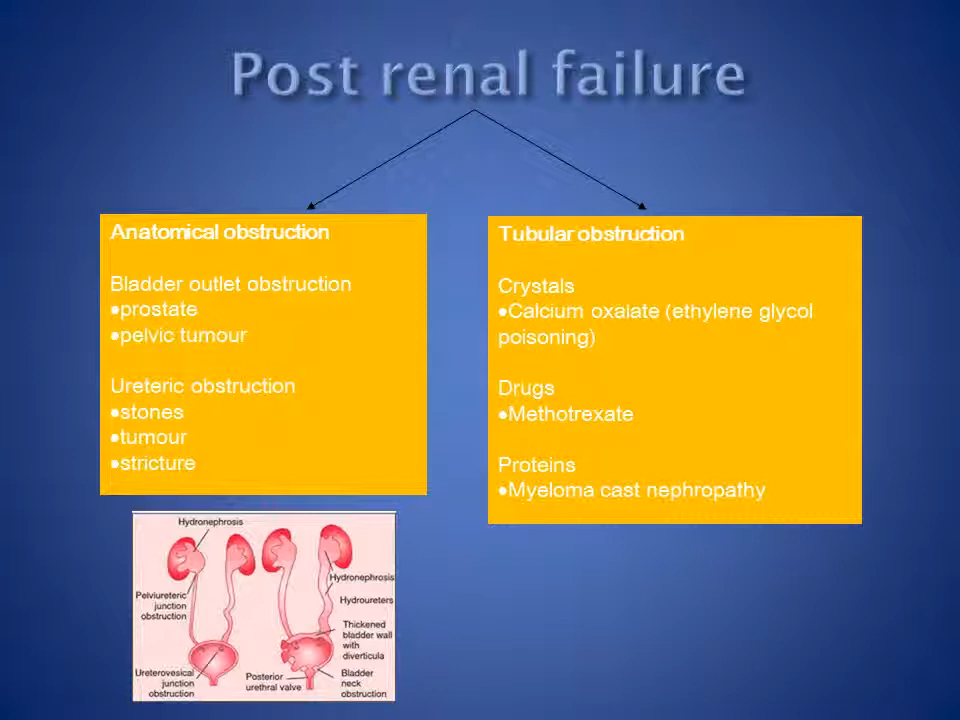 Post renal failure
Anatomical obstruction
Bladder outlet obstruction
•prostate
•pelvic tumour
Ureteric obstruction
•stones
•tumour
•stricture
Tubular obstruction
Crystals
•Calcium oxalate (ethylene glycol
poisoning)
Drugs
•Methotrexate
Proteins
•Myeloma cast nephropathy
Hydronephrosis
Pelviureteric
junction
obstruction
Ureterovesical
junction
obstruction
Hydronephrosis
Hydroureters
Thickened
bladder wall
with
diverticula
Posterior
urethral valve
Bladder
neck
obstruction